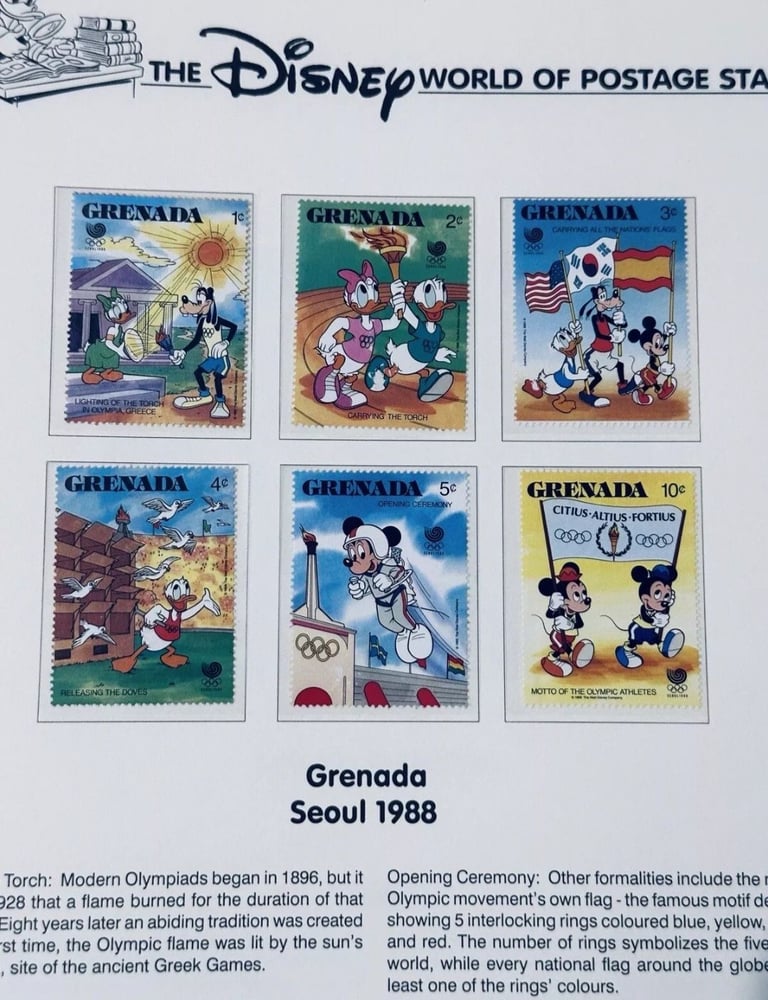 THE DISNEY WORLD OF POSTAGE STA
GRENADA 1¢
LIGHTING OF THE TORCH
IN OLYMPIA, GREECE
GRENADA 2¢
CARRYING THE TORCH
GRENADA 3¢
CARRYING ALL THE NATIONS' FLAGS
GRENADA 4¢
RELEASING THE DOVES
GRENADA 5¢
OPENING CEREMONY
GRENADA 10¢
CITIUS·ALTIUS·FORTIUS
MOTTO OF THE OLYMPIC ATHLETES
© 1988 The Walt Disney Company
Grenada
Seoul 1988
Torch: Modern Olympiads began in 1896, but it
928 that a flame burned for the duration of that
Eight years later an abiding tradition was created
rst time, the Olympic flame was lit by the sun's
, site of the ancient Greek Games.
Opening Ceremony: Other formalities include the
Olympic movement's own flag - the famous motif de
showing 5 interlocking rings coloured blue, yellow,
and red. The number of rings symbolizes the five
world, while every national flag around the globe
least one of the rings' colours.